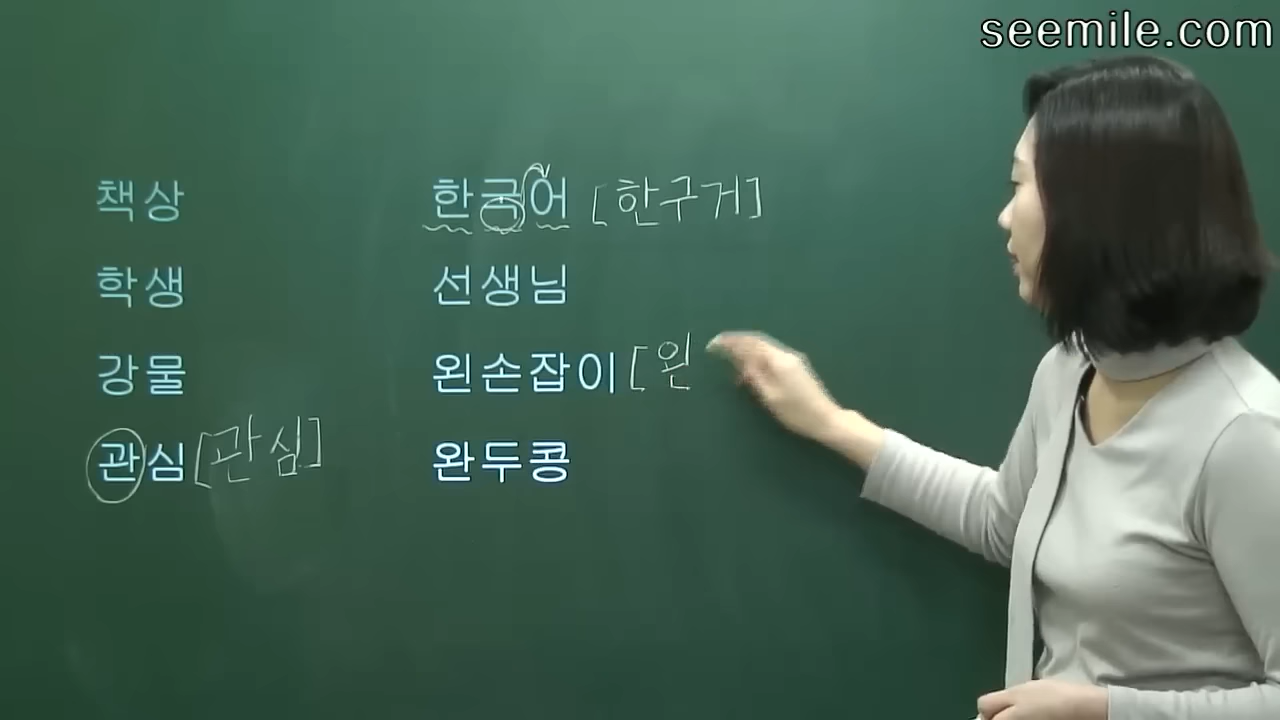 seemile.com
책상
학생
강물
관심 [관심]
한국어 [한구거]
선생님
왼손잡이 [왼
완두콩